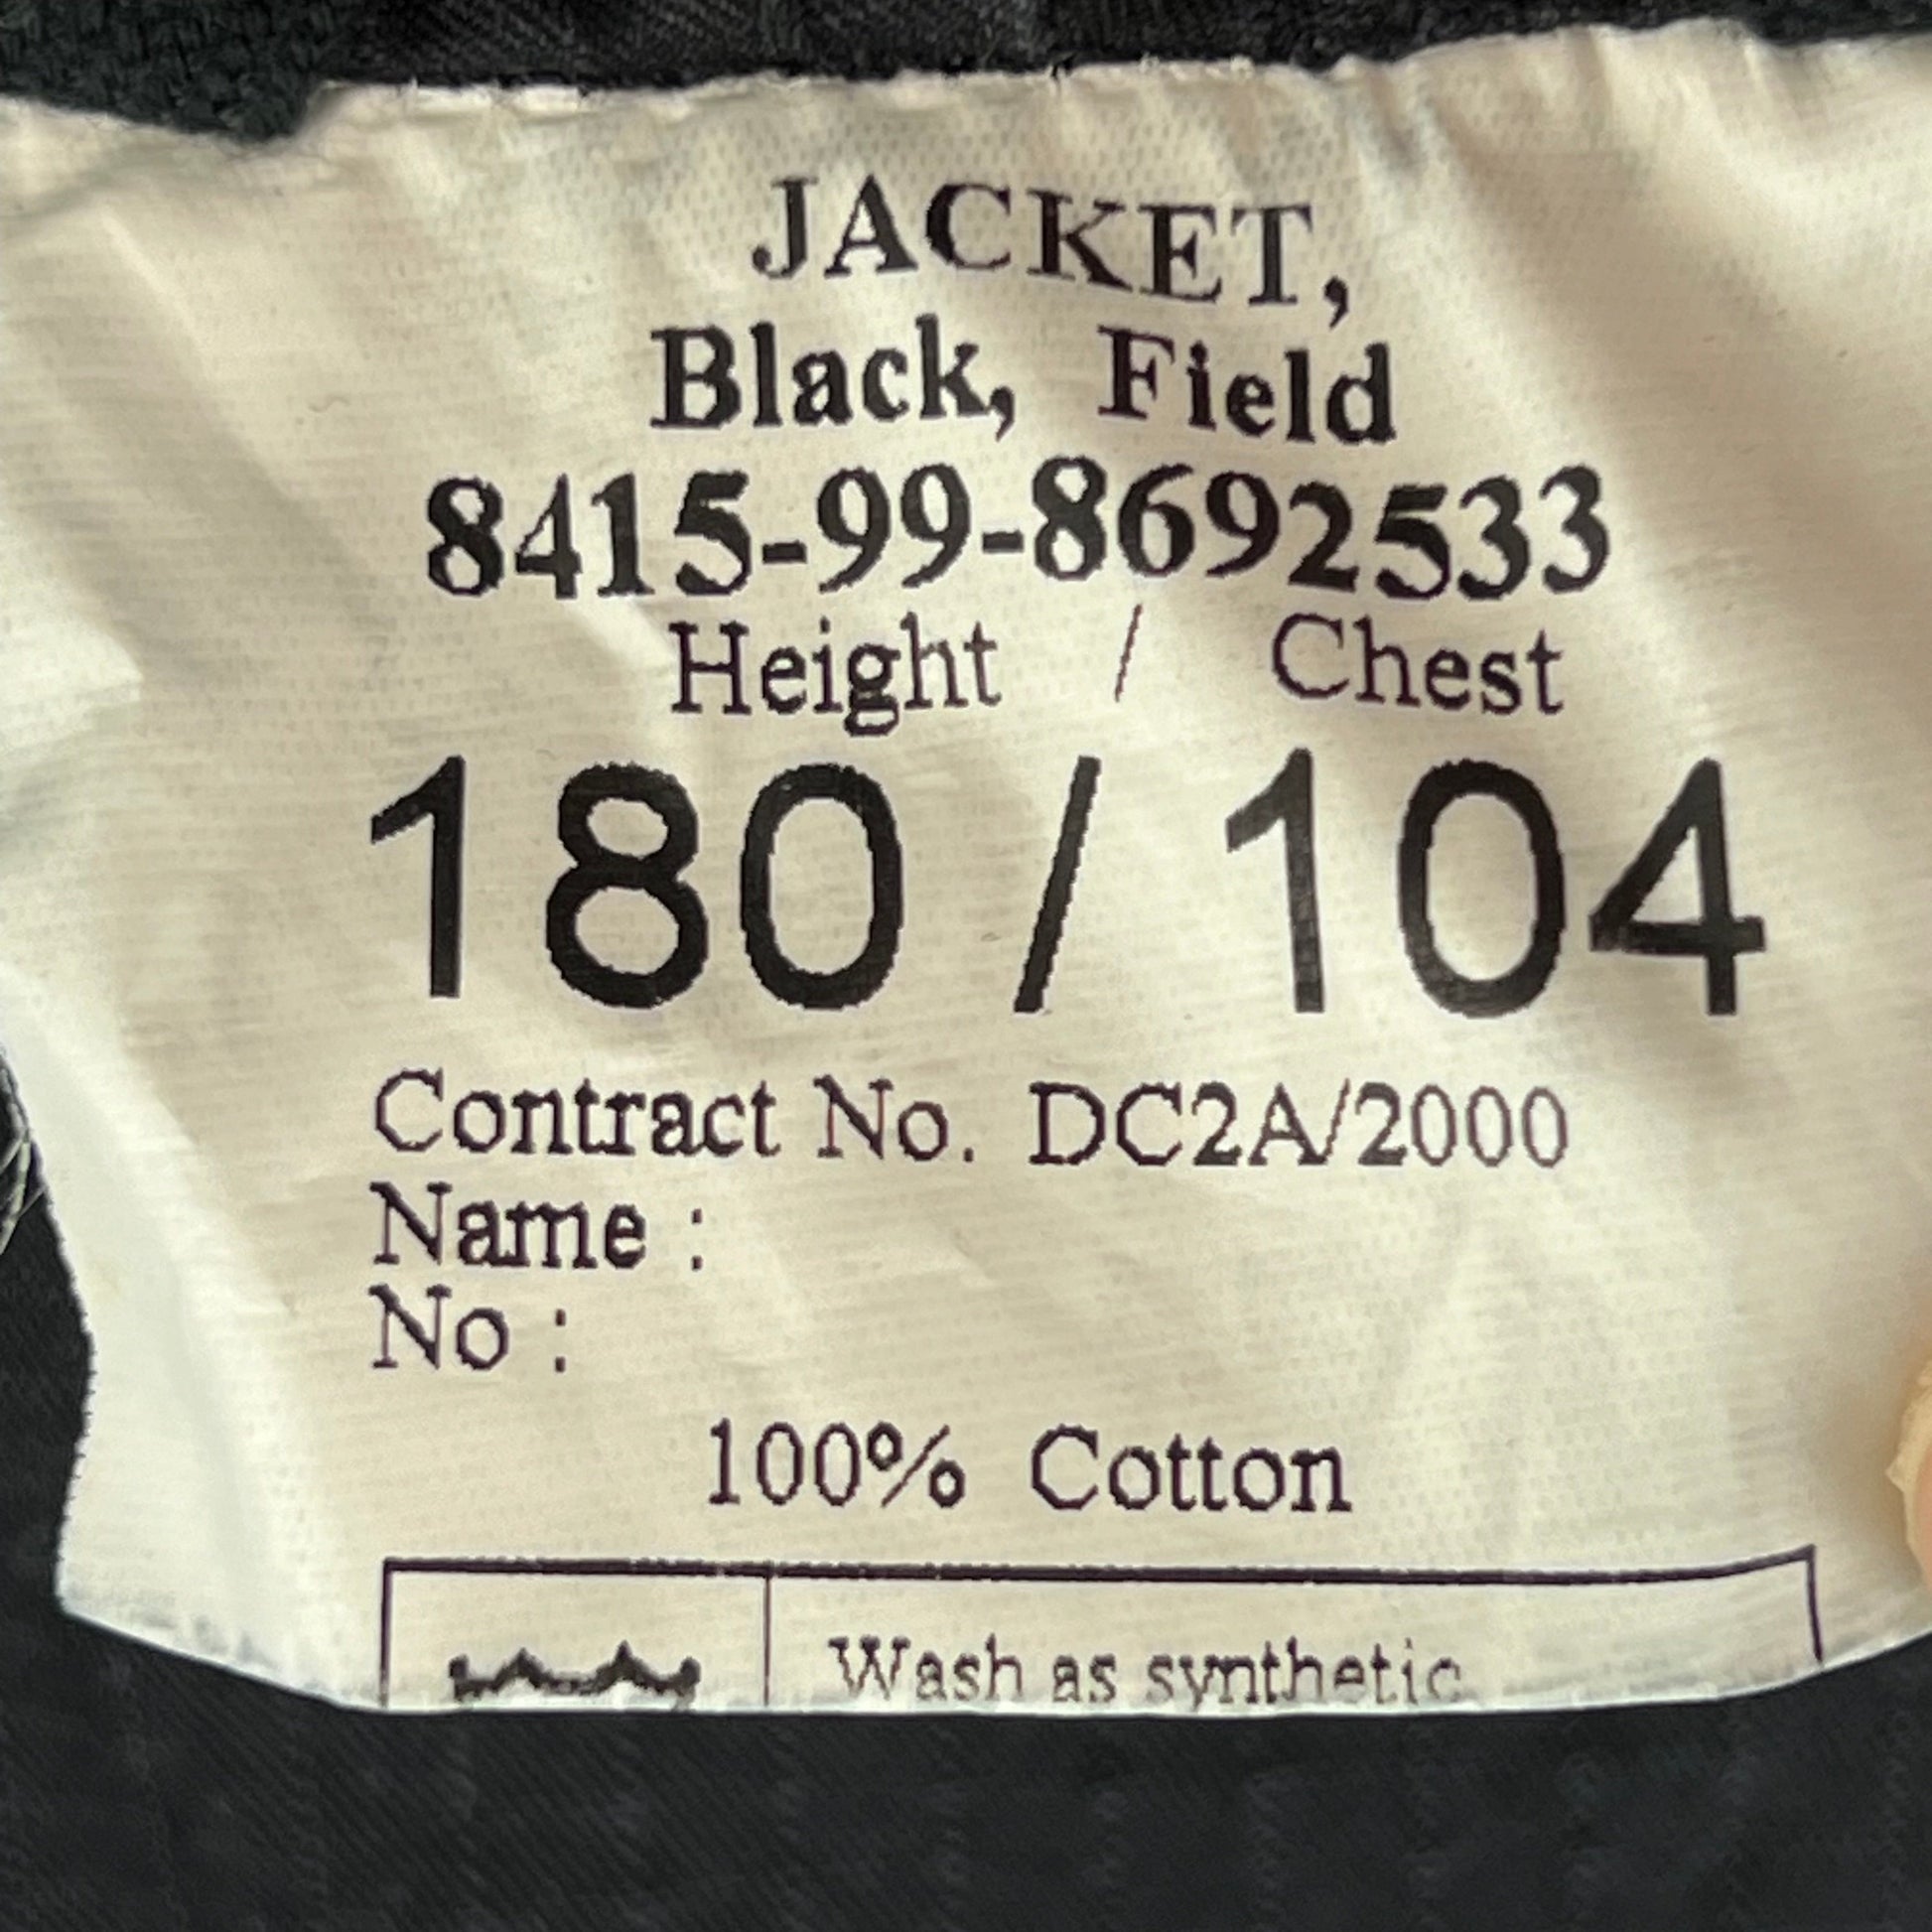 JACKET,
Black, Field
8415-99-8692533
Height / Chest
180 / 104
Contract No. DC2A/2000
Name :
No :
100% Cotton
Wash as synthetic